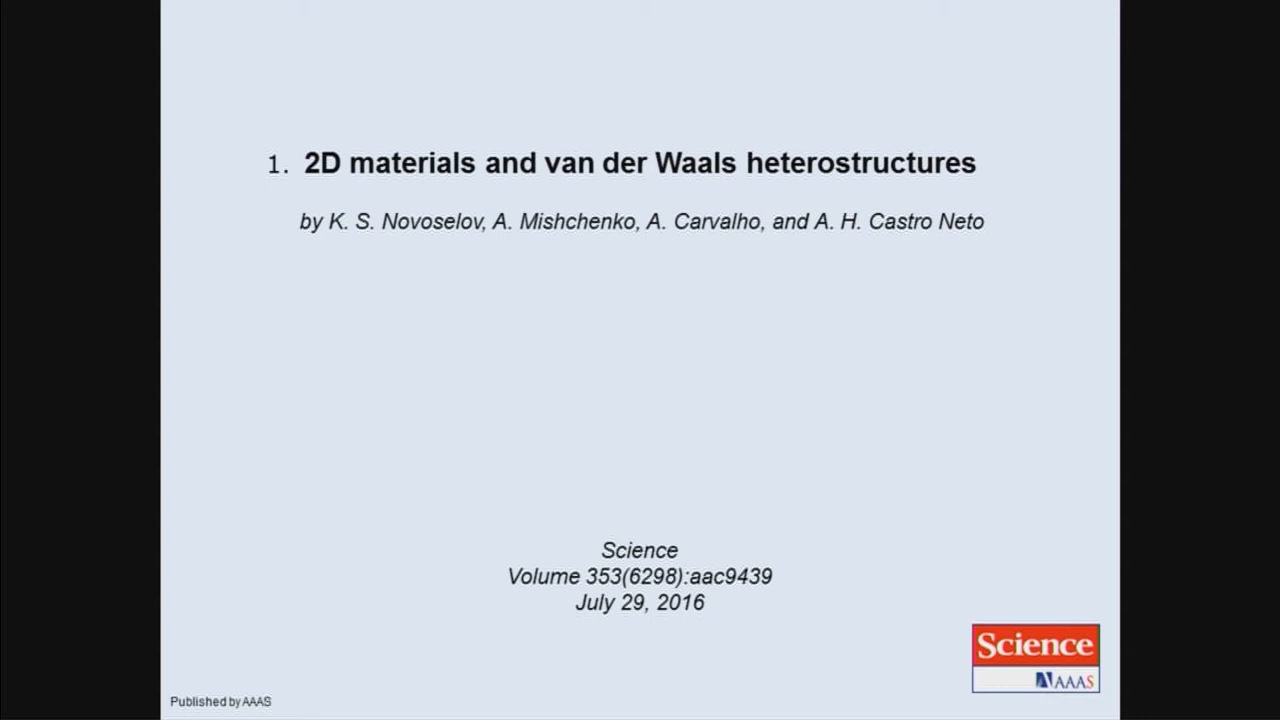 1. 2D materials and van der Waals heterostructures
by K. S. Novoselov, A. Mishchenko, A. Carvalho, and A. H. Castro Neto
Science
Volume 353(6298):aac9439
July 29, 2016
Science
AAAS
Published by AAAS